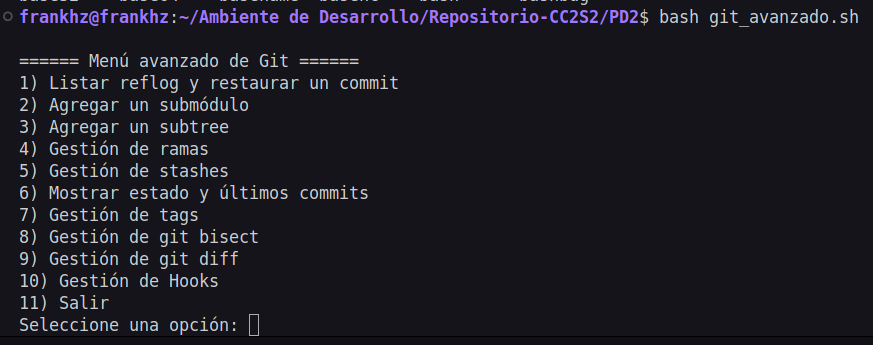 frankhz@frankhz:~/Ambiente de Desarrollo/Repositorio-CC2S2/PD2$ bash git_avanzado.sh
====== Menú avanzado de Git ======
1) Listar reflog y restaurar un commit
2) Agregar un submódulo
3) Agregar un subtree
4) Gestión de ramas
5) Gestión de stashes
6) Mostrar estado y últimos commits
7) Gestión de tags
8) Gestión de git bisect
9) Gestión de git diff
10) Gestión de Hooks
11) Salir
Seleccione una opción: